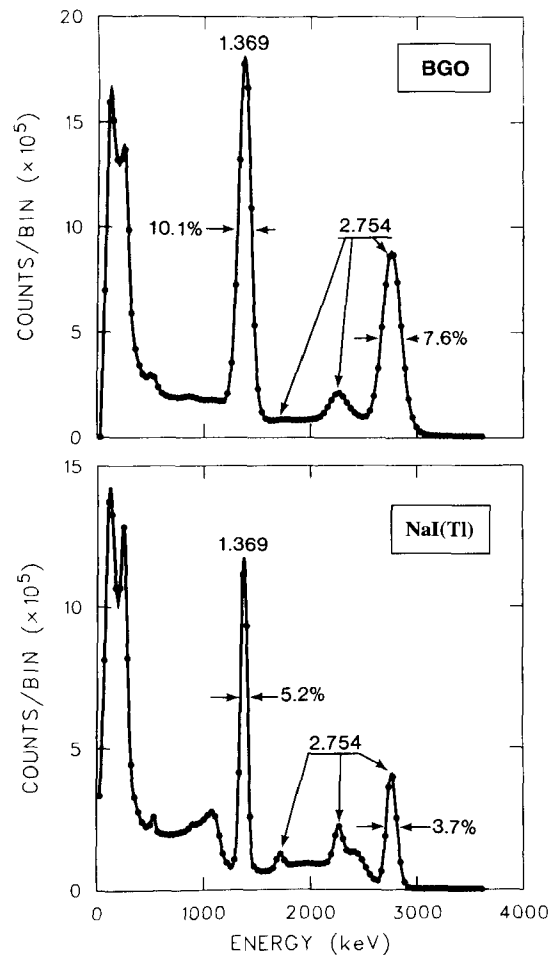 1.369
BGO
20
15
10
5
0
COUNTS/BIN (×10⁵)
10.1%
2.754
7.6%
1.369
NaI(Tl)
15
10
5
0
COUNTS/BIN (×10⁵)
5.2%
2.754
3.7%
0 1000 2000 3000 4000
ENERGY (keV)